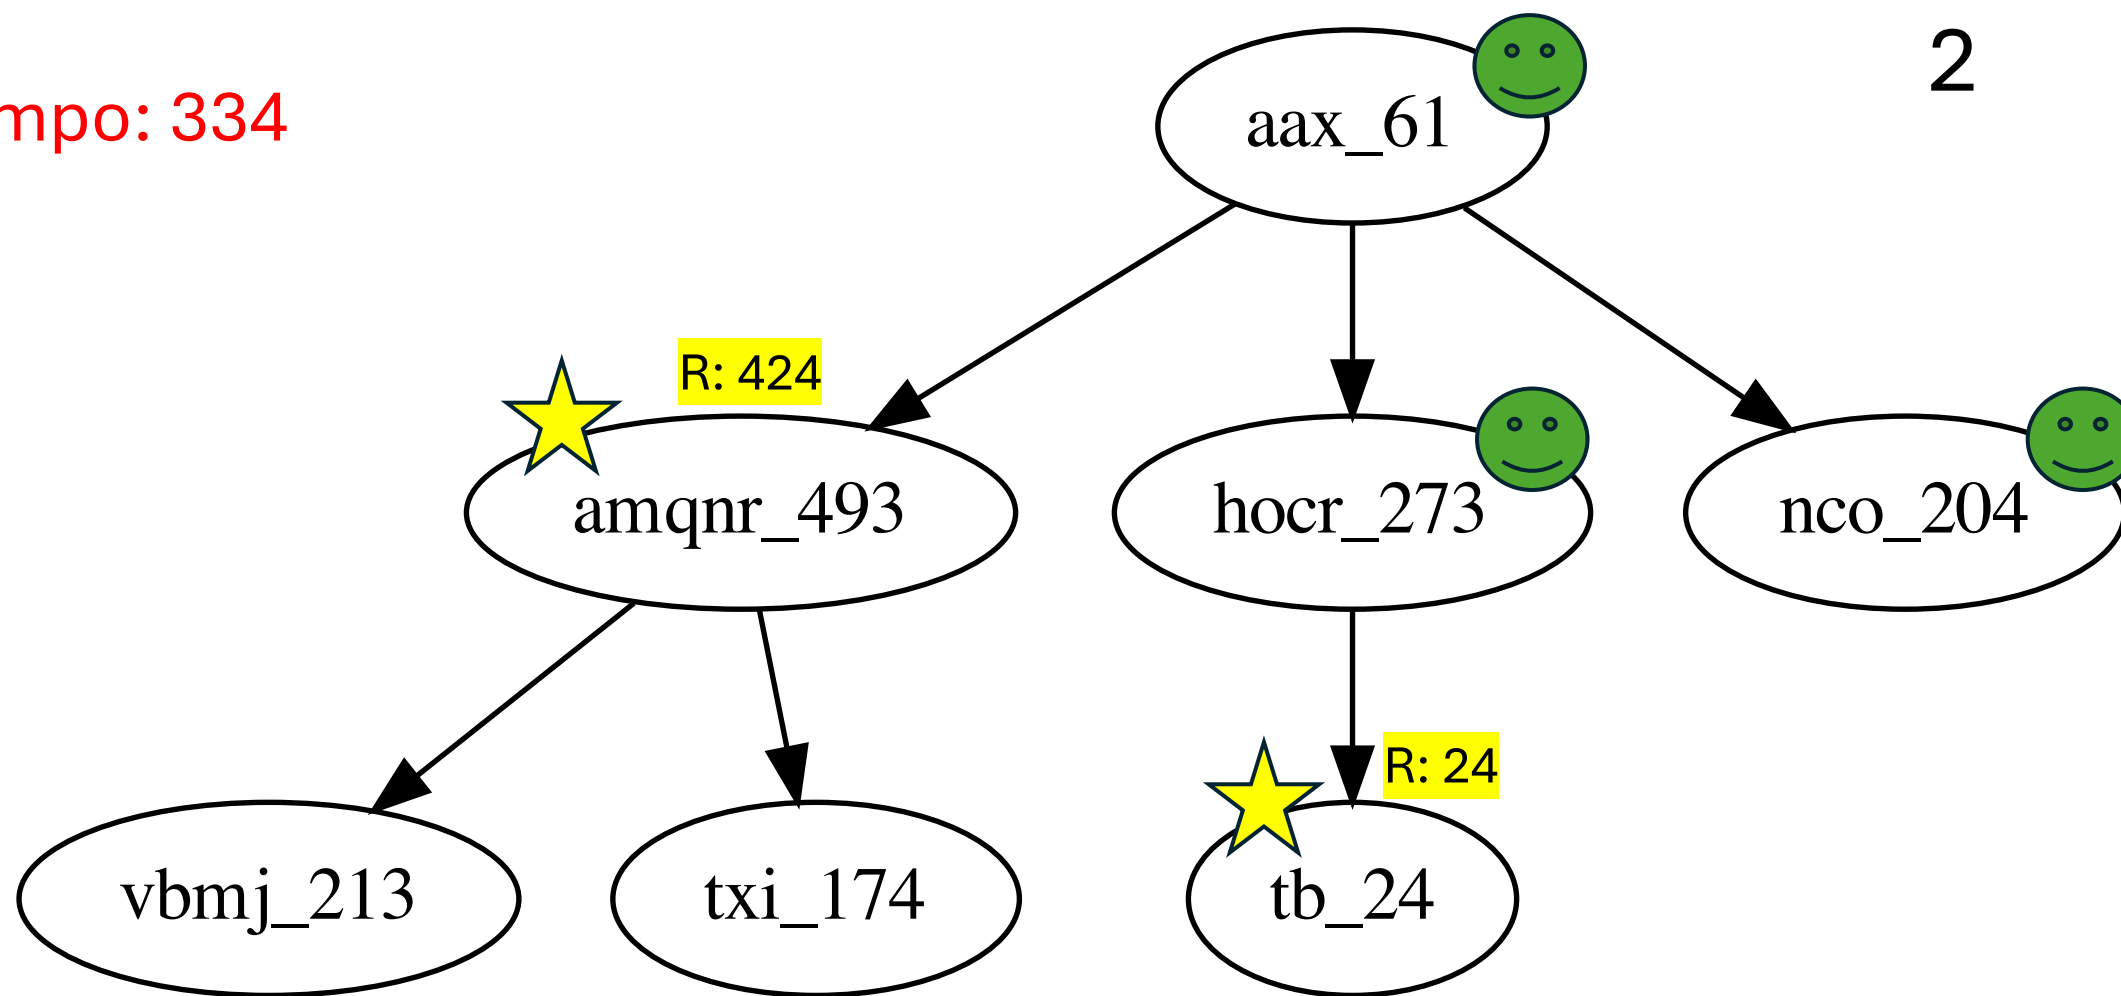 2
mpo: 334
aax_61
R: 424
amqnr_493
hocr_273
nco_204
R: 24
vbmj_213
txi_174
tb_24